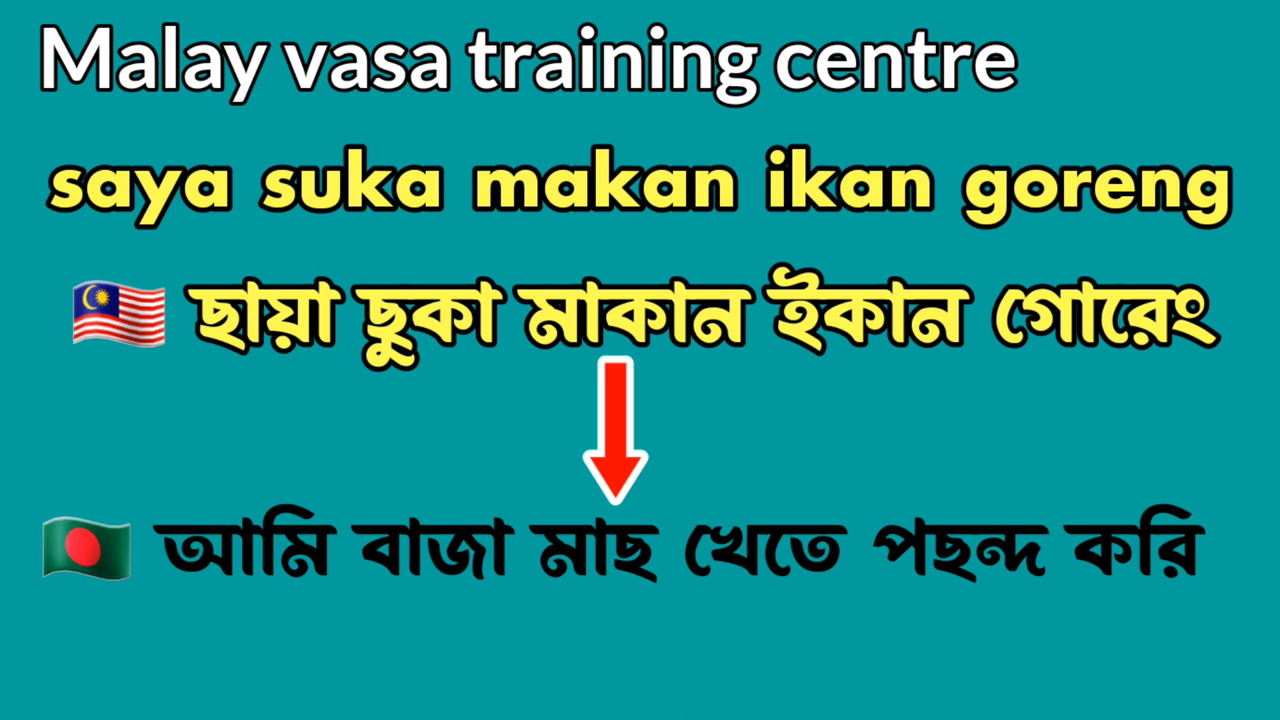 Malay vasa training centre
saya suka makan ikan goreng
ছায়া ছুকা মাকান ইকান গোরেং
আমি বাজা মাছ খেতে পছন্দ করি